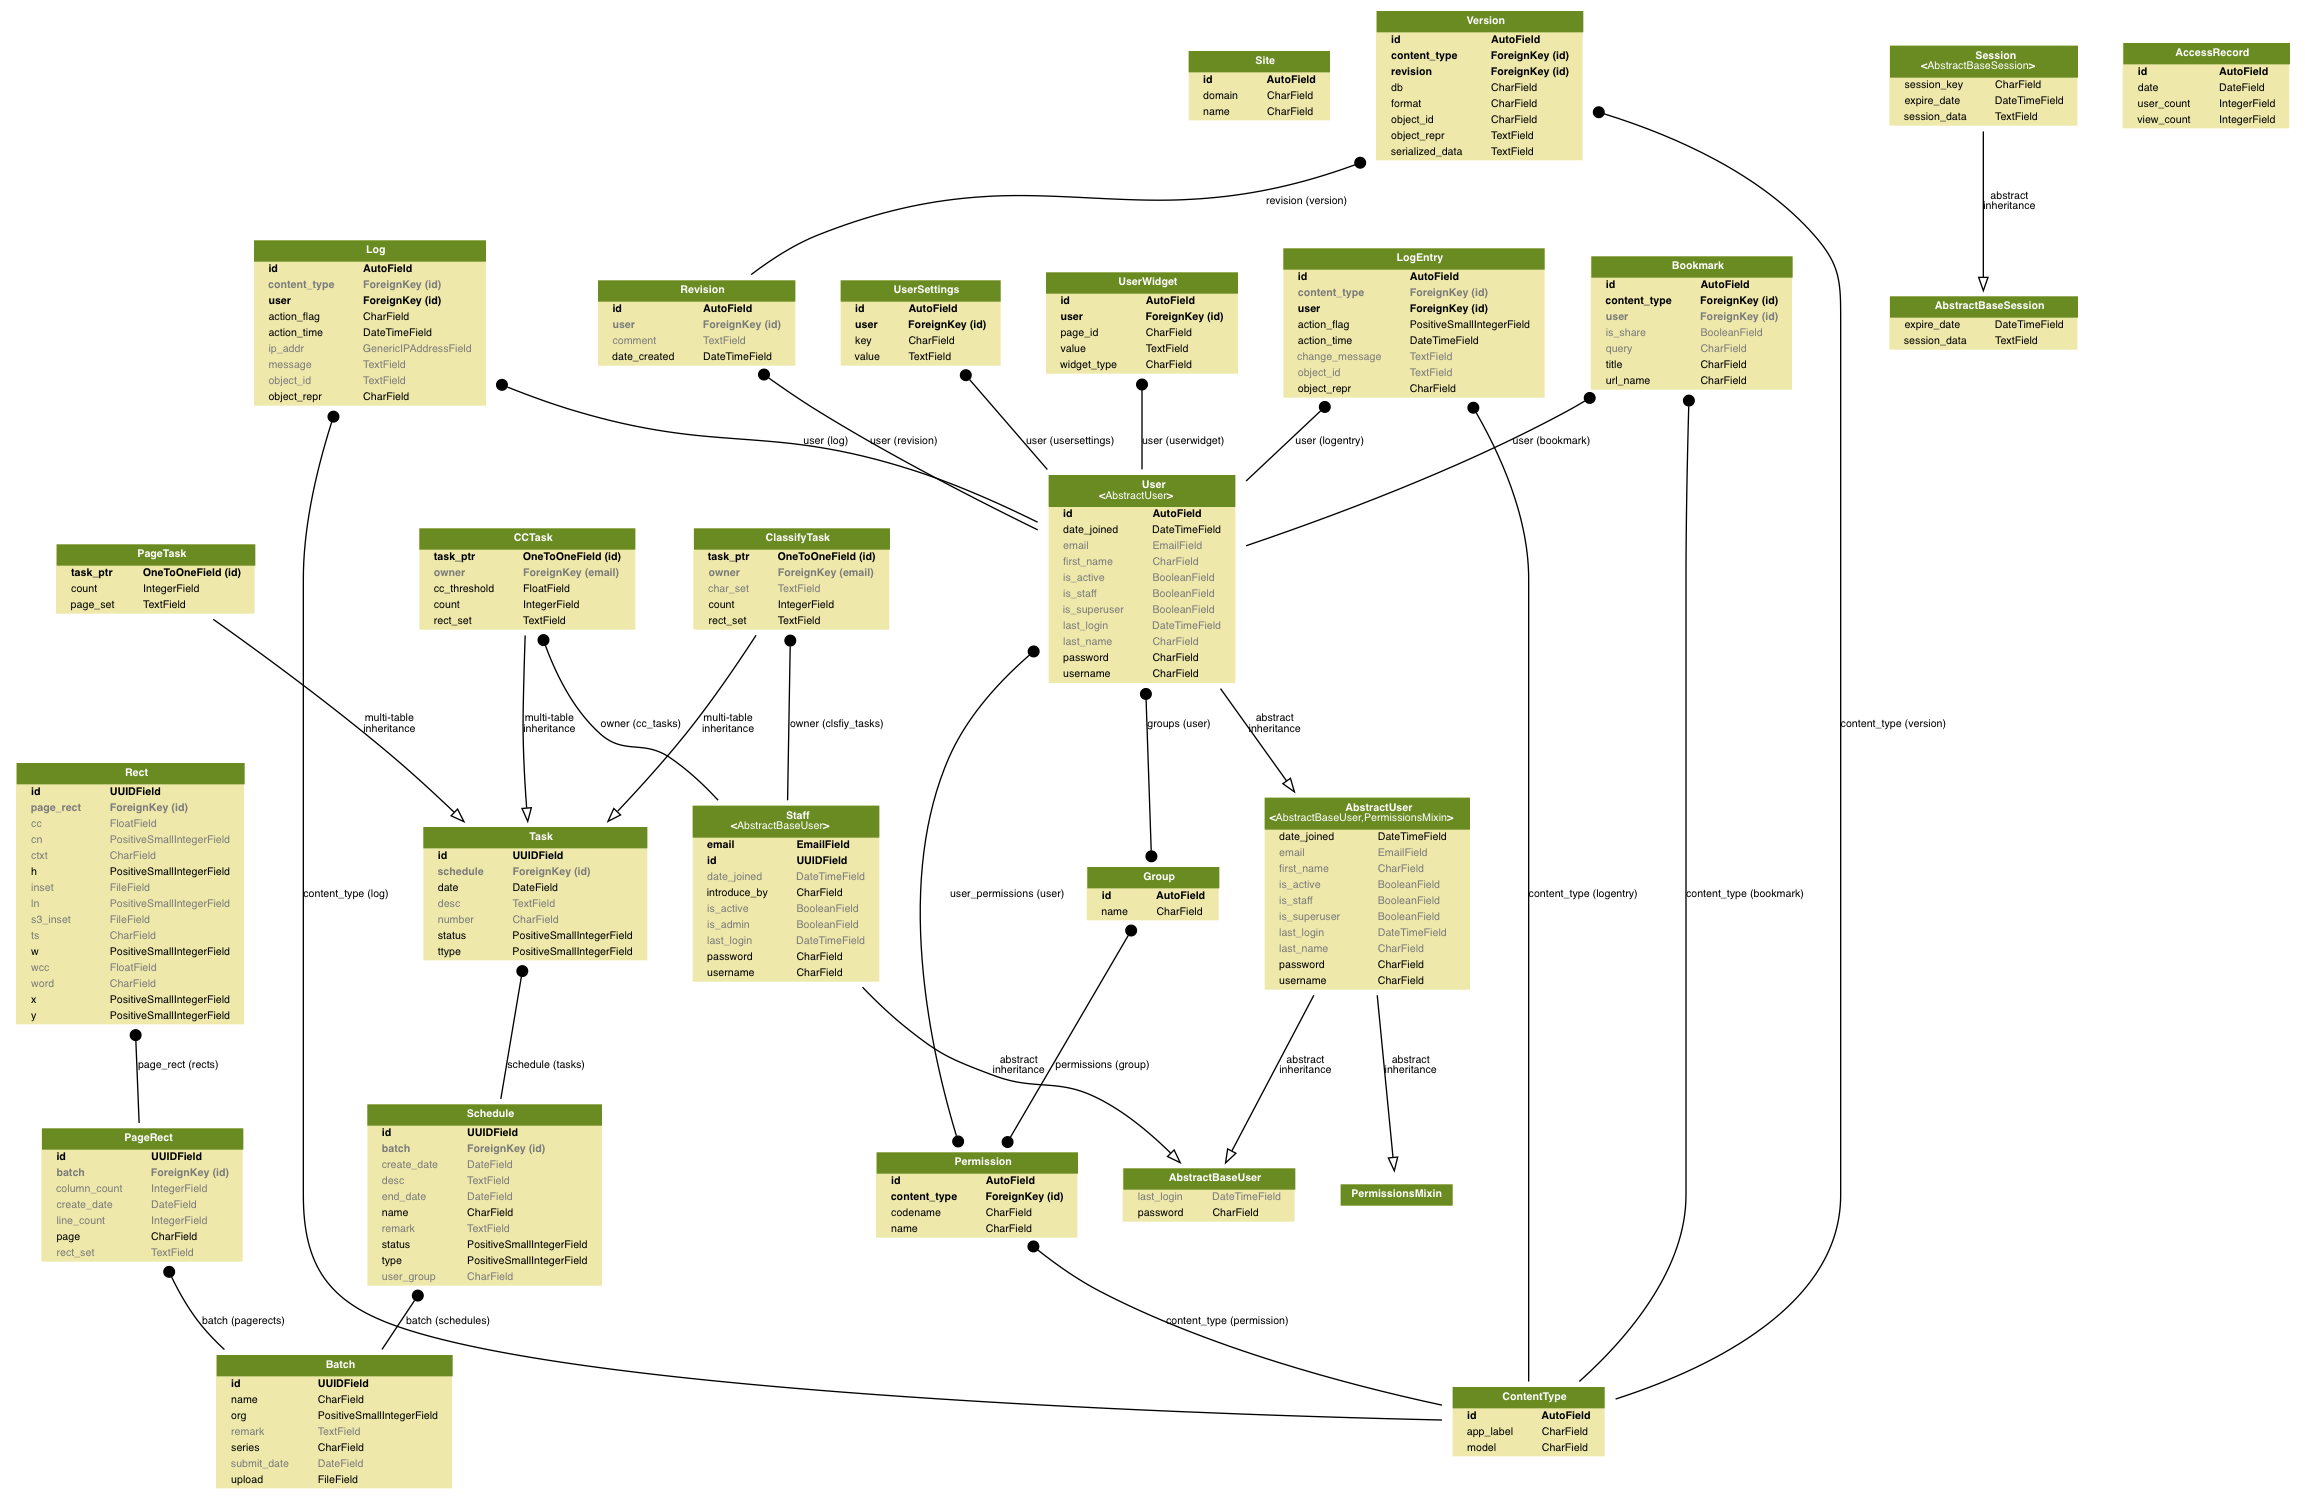 Version
id AutoField
content_type ForeignKey (id)
revision ForeignKey (id)
db CharField
format CharField
object_id CharField
object_repr TextField
serialized_data TextField
Site
id AutoField
domain CharField
name CharField
Session
<AbstractBaseSession>
session_key CharField
expire_date DateTimeField
session_data TextField
AccessRecord
id AutoField
date DateField
user_count IntegerField
view_count IntegerField
revision (version)
abstract
inheritance
Log
id AutoField
content_type ForeignKey (id)
user ForeignKey (id)
action_flag CharField
action_time DateTimeField
ip_addr GenericIPAddressField
message TextField
object_id TextField
object_repr CharField
Revision
id AutoField
user ForeignKey (id)
comment TextField
date_created DateTimeField
UserSettings
id AutoField
user ForeignKey (id)
key CharField
value TextField
UserWidget
id AutoField
user ForeignKey (id)
page_id CharField
value TextField
widget_type CharField
LogEntry
id AutoField
content_type ForeignKey (id)
user ForeignKey (id)
action_flag PositiveSmallIntegerField
action_time DateTimeField
change_message TextField
object_id TextField
object_repr CharField
Bookmark
id AutoField
content_type ForeignKey (id)
user ForeignKey (id)
is_share BooleanField
query CharField
title CharField
url_name CharField
AbstractBaseSession
expire_date DateTimeField
session_data TextField
user (log)
user (revision)
user (usersettings)
user (userwidget)
user (logentry)
user (bookmark)
User
<AbstractUser>
id AutoField
date_joined DateTimeField
email EmailField
first_name CharField
is_active BooleanField
is_staff BooleanField
is_superuser BooleanField
last_login DateTimeField
last_name CharField
password CharField
username CharField
PageTask
task_ptr OneToOneField (id)
count IntegerField
page_set TextField
CCTask
task_ptr OneToOneField (id)
owner ForeignKey (email)
cc_threshold FloatField
count IntegerField
rect_set TextField
ClassifyTask
task_ptr OneToOneField (id)
owner ForeignKey (email)
char_set TextField
count IntegerField
rect_set TextField
multi-table
inheritance
multi-table
inheritance
owner (cc_tasks)
multi-table
inheritance
owner (clsfiy_tasks)
groups (user)
abstract
inheritance
content_type (version)
Rect
id UUIDField
page_rect ForeignKey (id)
cc FloatField
cn PositiveSmallIntegerField
ctxt CharField
h PositiveSmallIntegerField
inset FileField
ln PositiveSmallIntegerField
s3_inset FileField
ts CharField
w PositiveSmallIntegerField
wcc FloatField
word CharField
x PositiveSmallIntegerField
y PositiveSmallIntegerField
content_type (log)
Task
id UUIDField
schedule ForeignKey (id)
date DateField
desc TextField
number CharField
status PositiveSmallIntegerField
ttype PositiveSmallIntegerField
Staff
<AbstractBaseUser>
email EmailField
id UUIDField
date_joined DateTimeField
introduce_by CharField
is_active BooleanField
is_admin BooleanField
last_login DateTimeField
password CharField
username CharField
user_permissions (user)
Group
id AutoField
name CharField
AbstractUser
<AbstractBaseUser,PermissionsMixin>
date_joined DateTimeField
email EmailField
first_name CharField
is_active BooleanField
is_staff BooleanField
is_superuser BooleanField
last_login DateTimeField
last_name CharField
password CharField
username CharField
content_type (logentry)
content_type (bookmark)
page_rect (rects)
schedule (tasks)
abstract
inheritance
permissions (group)
abstract
inheritance
abstract
inheritance
PageRect
id UUIDField
batch ForeignKey (id)
column_count IntegerField
create_date DateField
line_count IntegerField
page CharField
rect_set TextField
Schedule
id UUIDField
batch ForeignKey (id)
create_date DateField
desc TextField
end_date DateField
name CharField
remark TextField
status PositiveSmallIntegerField
type PositiveSmallIntegerField
user_group CharField
Permission
id AutoField
content_type ForeignKey (id)
codename CharField
name CharField
AbstractBaseUser
last_login DateTimeField
password CharField
PermissionsMixin
batch (pagerects)
batch (schedules)
content_type (permission)
Batch
id UUIDField
name CharField
org PositiveSmallIntegerField
remark TextField
series CharField
submit_date DateField
upload FileField
ContentType
id AutoField
app_label CharField
model CharField